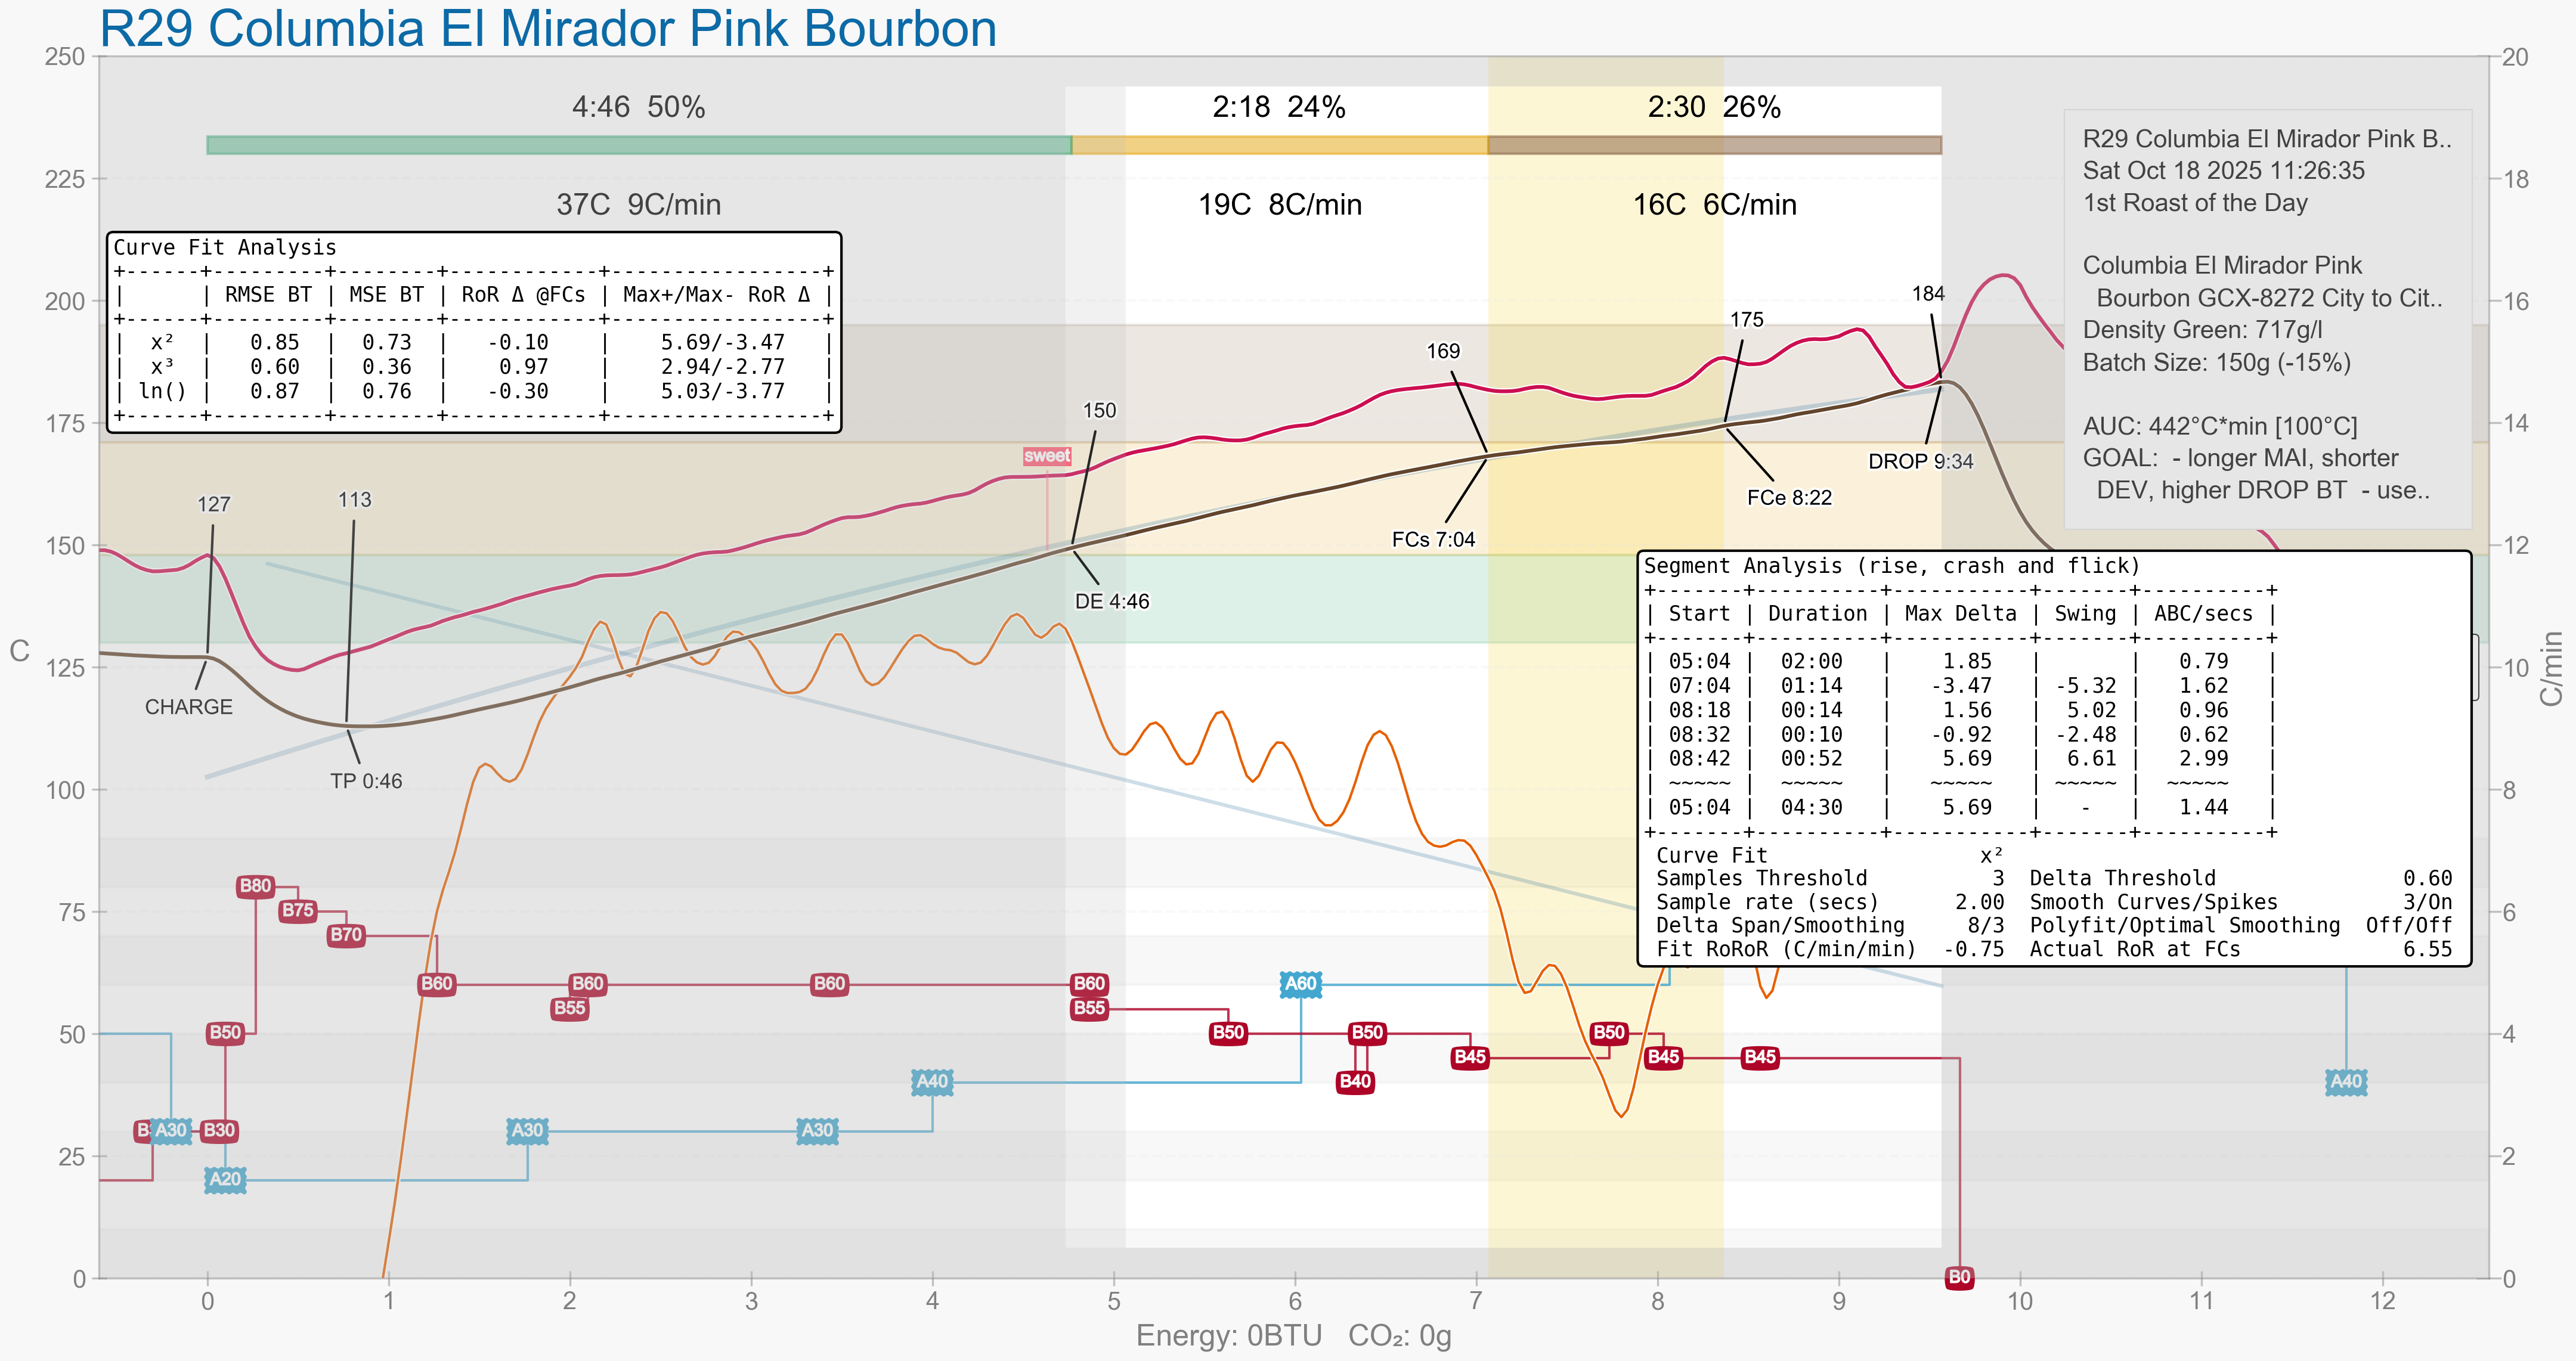 R29 Columbia El Mirador Pink Bourbon
250
225
200
175
150
125
100
75
50
25
0
C
20
18
16
14
12
10
8
6
4
2
0
C/min
4:46 50%
2:18 24%
2:30 26%
37C 9C/min
19C 8C/min
16C 6C/min
Curve Fit Analysis
+------+---------+--------+------------+-----------------+
| | RMSE BT | MSE BT | RoR Δ @FCs | Max+/Max- RoR Δ |
+------+---------+--------+------------+-----------------+
| x² | 0.85 | 0.73 | -0.10 | 5.69/-3.47 |
| x³ | 0.60 | 0.36 | 0.97 | 2.94/-2.77 |
| ln() | 0.87 | 0.76 | -0.30 | 5.03/-3.77 |
+------+---------+--------+------------+-----------------+
R29 Columbia El Mirador Pink B..
Sat Oct 18 2025 11:26:35
1st Roast of the Day
Columbia El Mirador Pink
Bourbon GCX-8272 City to Cit..
Density Green: 717g/l
Batch Size: 150g (-15%)
AUC: 442°C*min [100°C]
GOAL: - longer MAI, shorter
DEV, higher DROP BT - use..
127
CHARGE
113
TP 0:46
sweet
150
DE 4:46
169
FCs 7:04
175
FCe 8:22
184
DROP 9:34
Segment Analysis (rise, crash and flick)
+-------+----------+-----------+-------+----------+
| Start | Duration | Max Delta | Swing | ABC/secs |
+-------+----------+-----------+-------+----------+
| 05:04 | 02:00 | 1.85 | | 0.79 |
| 07:04 | 01:14 | -3.47 | -5.32 | 1.62 |
| 08:18 | 00:14 | 1.56 | 5.02 | 0.96 |
| 08:32 | 00:10 | -0.92 | -2.48 | 0.62 |
| 08:42 | 00:52 | 5.69 | 6.61 | 2.99 |
| ~~~~~ | ~~~~~ | ~~~~~ | ~~~~~ | ~~~~~ |
| 05:04 | 04:30 | 5.69 | - | 1.44 |
+-------+----------+-----------+-------+----------+
Curve Fit x²
Samples Threshold 3 Delta Threshold 0.60
Sample rate (secs) 2.00 Smooth Curves/Spikes 3/On
Delta Span/Smoothing 8/3 Polyfit/Optimal Smoothing Off/Off
Fit RoRoR (C/min/min) -0.75 Actual RoR at FCs 6.55
B80
B75
B70
B60
B60
B55
B60
B60
B55
B50
B50
B40
B45
B50
B45
B45
B50
B30
B0
A30
A20
A30
A30
A40
A60
A40
0 1 2 3 4 5 6 7 8 9 10 11 12
Energy: 0BTU CO₂: 0g